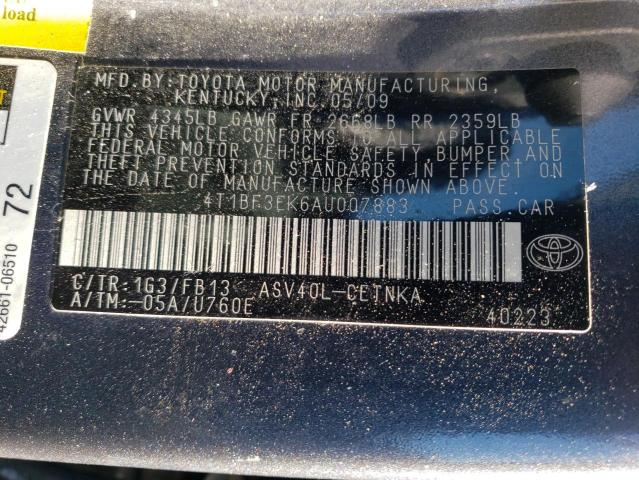 load
MFD.BY:TOYOTA MOTOR MANUFACTURING,
KENTUCKY,INC.05/09
GVWR 4345LB GAWR FR 2668LB RR 2359LB
THIS VEHICLE CONFORMS TO ALL APPLICABLE
FEDERAL MOTOR VEHICLE SAFETY,BUMPER,AND
THEFT PREVENTION STANDARDS IN EFFECT ON
THE DATE OF MANUFACTURE SHOWN ABOVE.
4T1BF3EK6AU007883 PASS.CAR
C/TR:1G3/FB13 ASV40L-CETNKA
A/TM:-05A/U760E 40223
TOYOTA
42661-06510 72